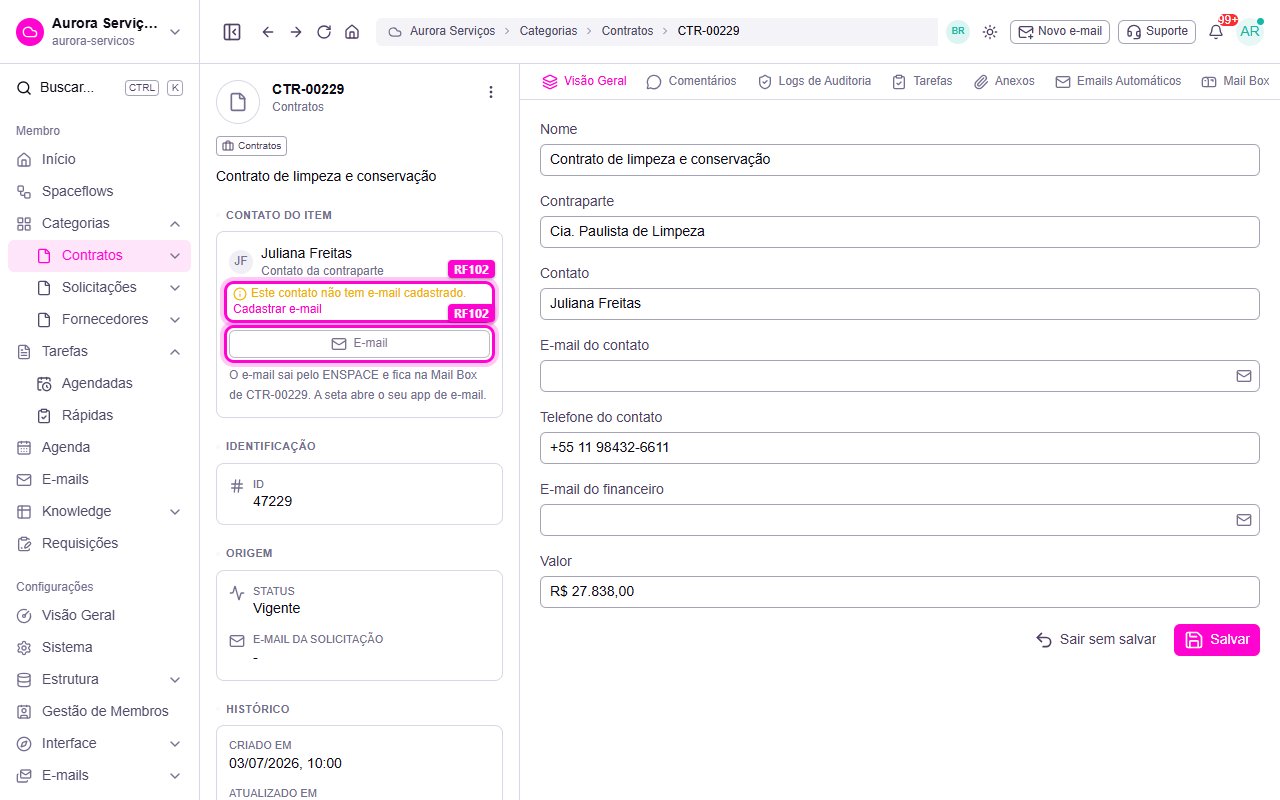 Aurora Serviç...
aurora-servicos
Aurora Serviços > Categorias > Contratos > CTR-00229
BR
Novo e-mail
Suporte
99+
AR
Buscar...
CTRL
K
Membro
Início
Spaceflows
Categorias
Contratos
Solicitações
Fornecedores
Tarefas
Agendadas
Rápidas
Agenda
E-mails
Knowledge
Requisições
Configurações
Visão Geral
Sistema
Estrutura
Gestão de Membros
Interface
E-mails
CTR-00229
Contratos
Contratos
Contrato de limpeza e conservação
CONTATO DO ITEM
JF
Juliana Freitas
Contato da contraparte
RF102
Este contato não tem e-mail cadastrado.
Cadastrar e-mail
RF102
E-mail
O e-mail sai pelo ENSPACE e fica na Mail Box
de CTR-00229. A seta abre o seu app de e-mail.
IDENTIFICAÇÃO
ID
47229
ORIGEM
STATUS
Vigente
E-MAIL DA SOLICITAÇÃO
-
HISTÓRICO
CRIADO EM
03/07/2026, 10:00
ATUALIZADO EM
Visão Geral
Comentários
Logs de Auditoria
Tarefas
Anexos
Emails Automáticos
Mail Box
Nome
Contrato de limpeza e conservação
Contraparte
Cia. Paulista de Limpeza
Contato
Juliana Freitas
E-mail do contato
Telefone do contato
+55 11 98432-6611
E-mail do financeiro
Valor
R$ 27.838,00
Sair sem salvar
Salvar